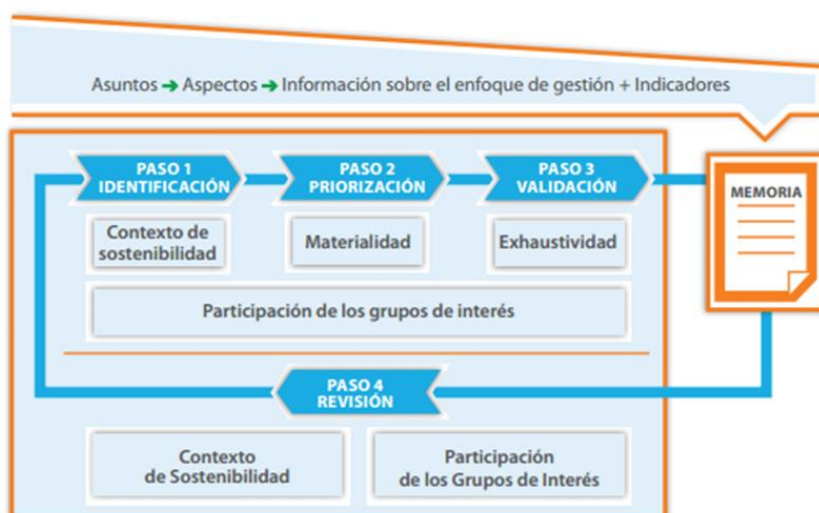 Asuntos ➔ Aspectos ➔ Información sobre el enfoque de gestión + Indicadores
PASO 1
IDENTIFICACIÓN
PASO 2
PRIORIZACIÓN
PASO 3
VALIDACIÓN
MEMORIA
Contexto de
sostenibilidad
Materialidad
Exhaustividad
Participación de los grupos de interés
PASO 4
REVISIÓN
Contexto
de Sostenibilidad
Participación
de los Grupos de Interés